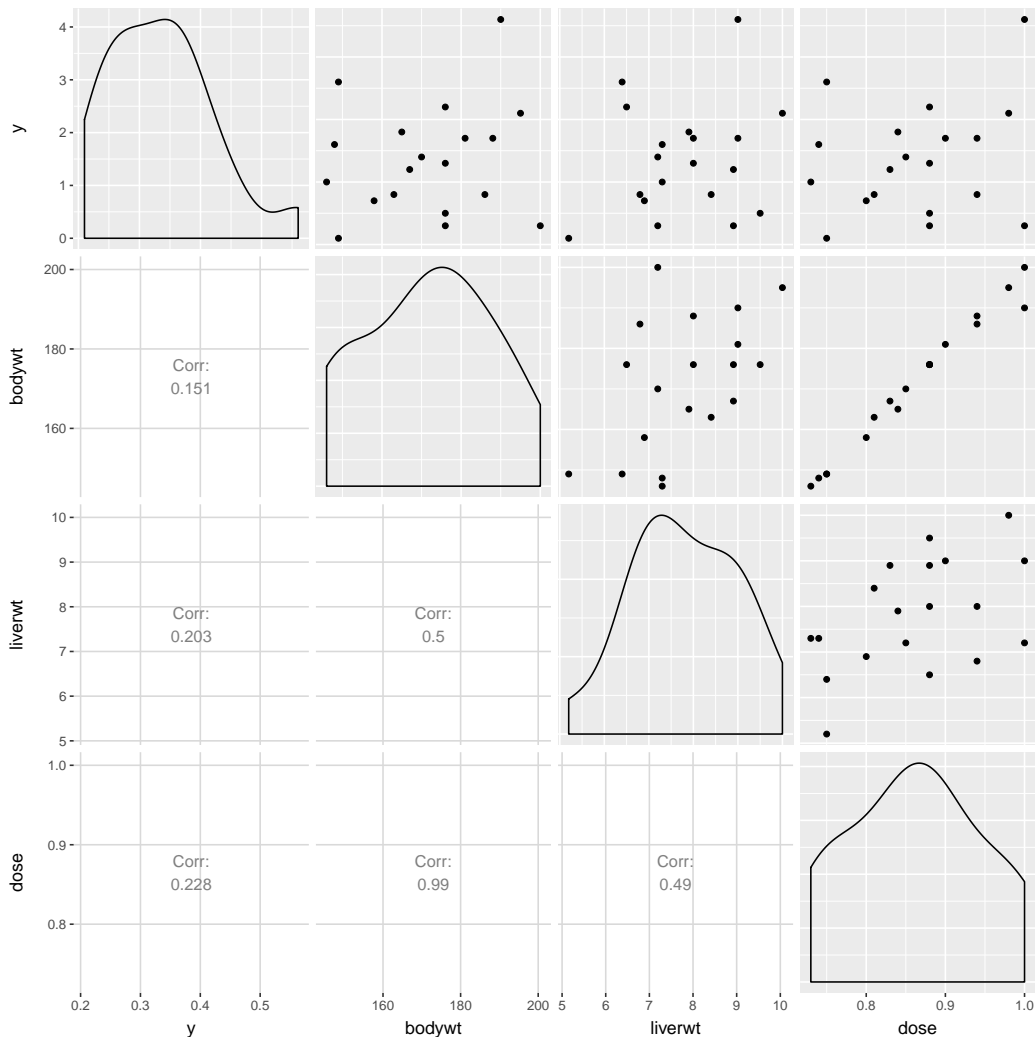 4
3
2
y
1
0
200
180
bodywt
160
Corr:
0.151
10
9
8
liverwt
7
6
5
Corr:
0.203
Corr:
0.5
1.0
0.9
dose
0.8
Corr:
0.228
Corr:
0.99
Corr:
0.49
0.2 0.3 0.4 0.5 160 180 200 5 6 7 8 9 10 0.8 0.9 1.0
y bodywt liverwt dose